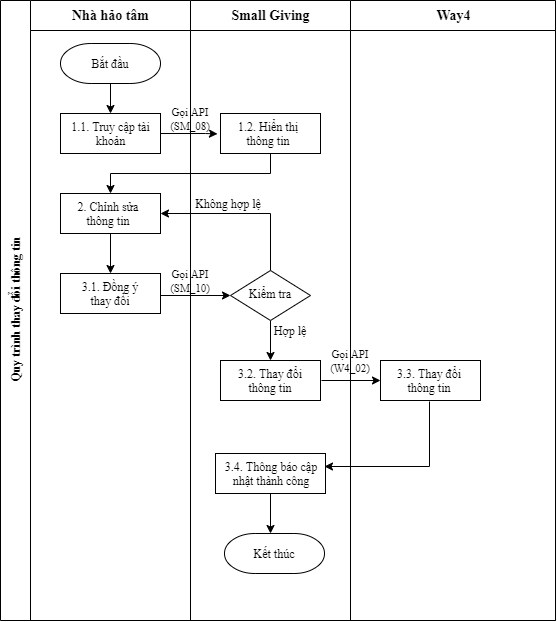 Nhà hảo tâm
Small Giving
Way4
Quy trình thay đổi thông tin
Bắt đầu
1.1. Truy cập tài
khoản
Gọi API
(SM_08)
1.2. Hiển thị
thông tin
2. Chỉnh sửa
thông tin
Không hợp lệ
3.1. Đồng ý
thay đổi
Gọi API
(SM_10)
Kiểm tra
Hợp lệ
3.2. Thay đổi
thông tin
Gọi API
(W4_02)
3.3. Thay đổi
thông tin
3.4. Thông báo cập
nhật thành công
Kết thúc